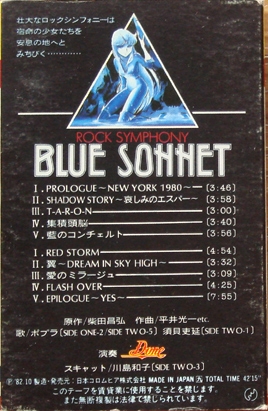 壮大なロックシンフォニーは
宿命の少女たちを
安息の地へと
みちびく…………
ROCK SYMPHONY
BLUE SONNET
I. PROLOGUE～NEW YORK 1980～ [3:46]
II. SHADOW STORY～哀しみのエスパー～ [3:58]
III. T-A-R-O-N [3:00]
IV. 集積頭脳 [3:40]
V. 藍のコンチェルト [3:56]
I. RED STORM [4:54]
II. 翼～DREAM IN SKY HIGH～ [3:32]
III. 愛のミラージュ [3:09]
IV. FLASH OVER [4:25]
V. EPILOGUE～YES～ [7:55]
原作/柴田昌弘 作曲/平井光一etc.
歌/ポプラ [SIDE ONE-2/SIDE TWO-5] 須貝更延 [SIDE TWO-1]
演奏 Dame
スキャット/川島和子 [SIDE TWO-3]
Ⓟ '82.10 製造・発売元：日本コロムビア株式会社 MADE IN JAPAN TOTAL TIME 42'15"
このテープを賃貸業に使用することを禁じます。
また無断複製は法律で禁じられています。